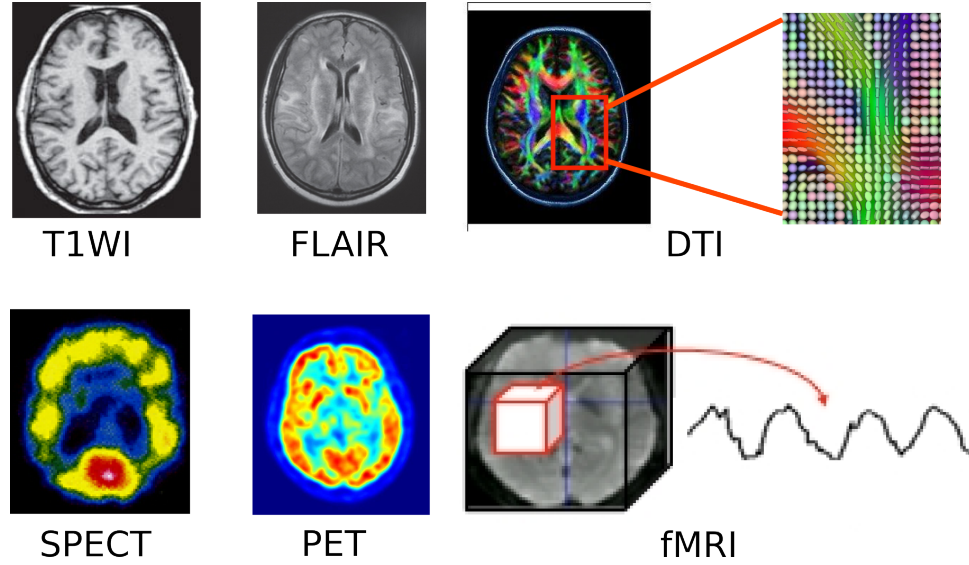 T1WI
FLAIR
DTI
SPECT
PET
fMRI